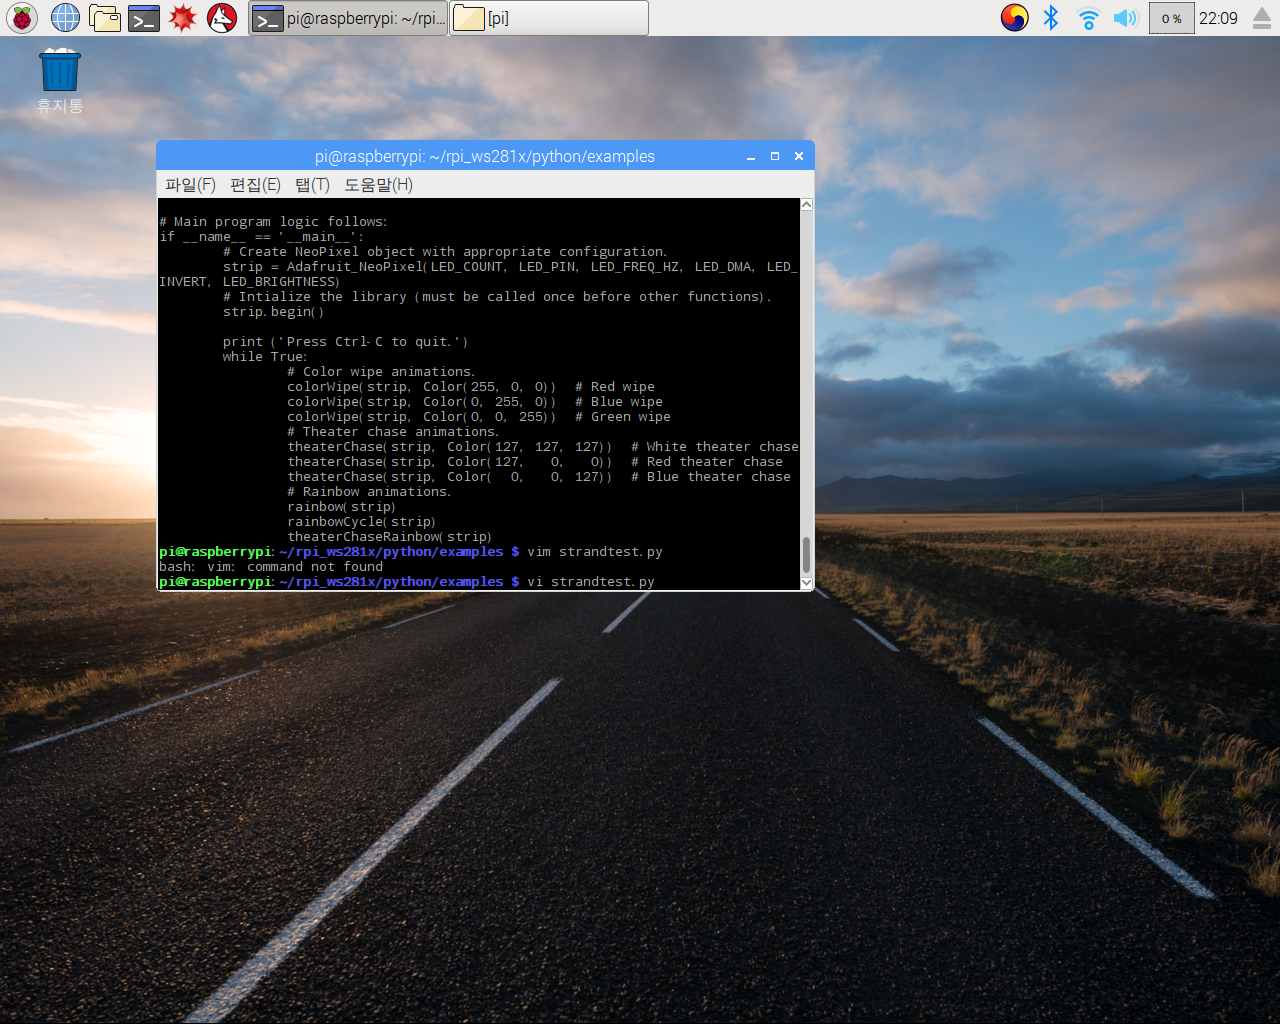 pi@raspberrypi: ~/rpi...
[pi]
0 %
22:09
휴지통
pi@raspberrypi: ~/rpi_ws281x/python/examples
파일(F) 편집(E) 탭(T) 도움말(H)
# Main program logic follows:
if __name__ == '__main__':
# Create NeoPixel object with appropriate configuration.
strip = Adafruit_NeoPixel(LED_COUNT, LED_PIN, LED_FREQ_HZ, LED_DMA, LED_
INVERT, LED_BRIGHTNESS)
# Intialize the library (must be called once before other functions).
strip.begin()
print ('Press Ctrl-C to quit.')
while True:
# Color wipe animations.
colorWipe(strip, Color(255, 0, 0))  # Red wipe
colorWipe(strip, Color(0, 255, 0))  # Blue wipe
colorWipe(strip, Color(0, 0, 255))  # Green wipe
# Theater chase animations.
theaterChase(strip, Color(127, 127, 127))  # White theater chase
theaterChase(strip, Color(127,   0,   0))  # Red theater chase
theaterChase(strip, Color(  0,   0, 127))  # Blue theater chase
# Rainbow animations.
rainbow(strip)
rainbowCycle(strip)
theaterChaseRainbow(strip)
pi@raspberrypi:~/rpi_ws281x/python/examples $ vim strandtest.py
bash: vim: command not found
pi@raspberrypi:~/rpi_ws281x/python/examples $ vi strandtest.py